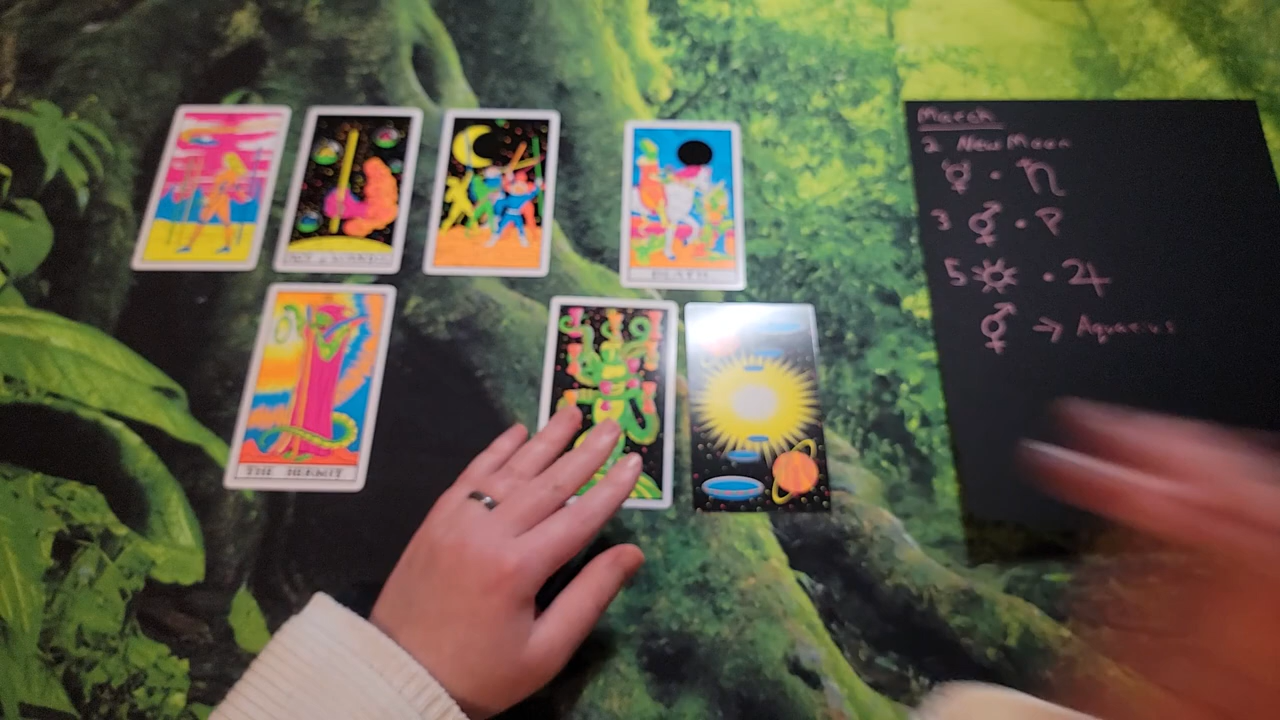 DEATH
THE HERMIT
March
2 New Moon
☿ · ♄
3 ⚩ · P
5 ☀ · ♃
⚩ → Aquarius